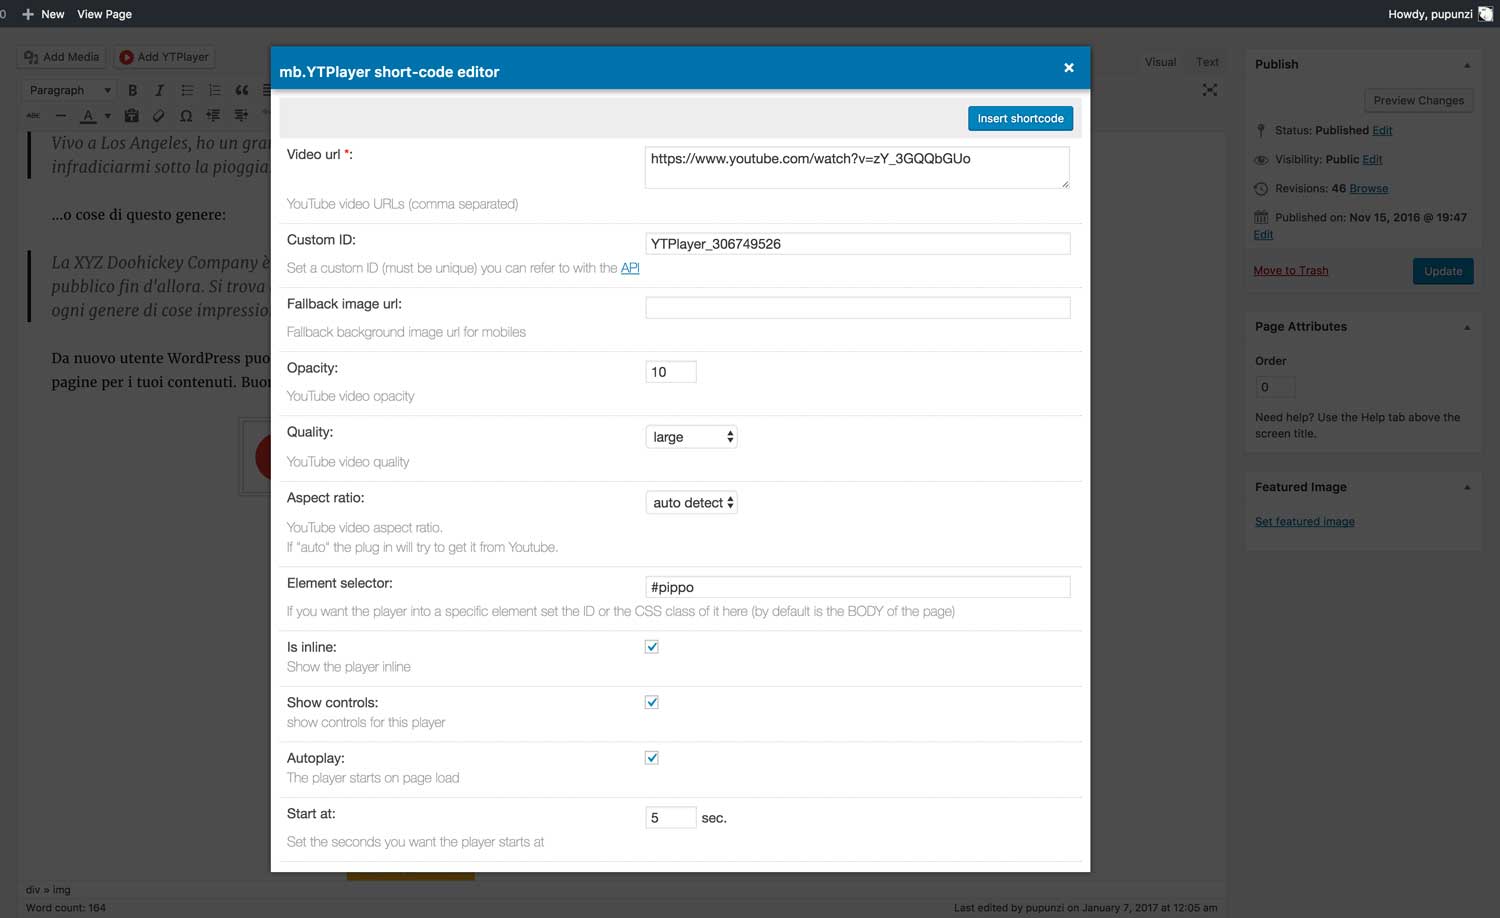 0
New
View Page
Howdy, pupunzi
Add Media
Add YTPlayer
Visual
Text
Paragraph
B
I
ABC
A
Ω
Vivo a Los Angeles, ho un gra
infradiciarmi sotto la pioggia
...o cose di questo genere:
La XYZ Doohickey Company è
pubblico fin d'allora. Si trova
ogni genere di cose impressio
Da nuovo utente WordPress puo
pagine per i tuoi contenuti. Buo
div » img
Word count: 164
Last edited by pupunzi on January 7, 2017 at 12:05 am
mb.YTPlayer short-code editor
×
Insert shortcode
Video url *:
https://www.youtube.com/watch?v=zY_3GQQbGUo
YouTube video URLs (comma separated)
Custom ID:
YTPlayer_306749526
Set a custom ID (must be unique) you can refer to with the API
Fallback image url:
Fallback background image url for mobiles
Opacity:
10
YouTube video opacity
Quality:
large
YouTube video quality
Aspect ratio:
auto detect
YouTube video aspect ratio.
If "auto" the plug in will try to get it from Youtube.
Element selector:
#pippo
If you want the player into a specific element set the ID or the CSS class of it here (by default is the BODY of the page)
Is inline:
Show the player inline
Show controls:
show controls for this player
Autoplay:
The player starts on page load
Start at:
5 sec.
Set the seconds you want the player starts at
Publish
Preview Changes
Status: Published Edit
Visibility: Public Edit
Revisions: 46 Browse
Published on: Nov 15, 2016 @ 19:47
Edit
Move to Trash
Update
Page Attributes
Order
0
Need help? Use the Help tab above the
screen title.
Featured Image
Set featured image